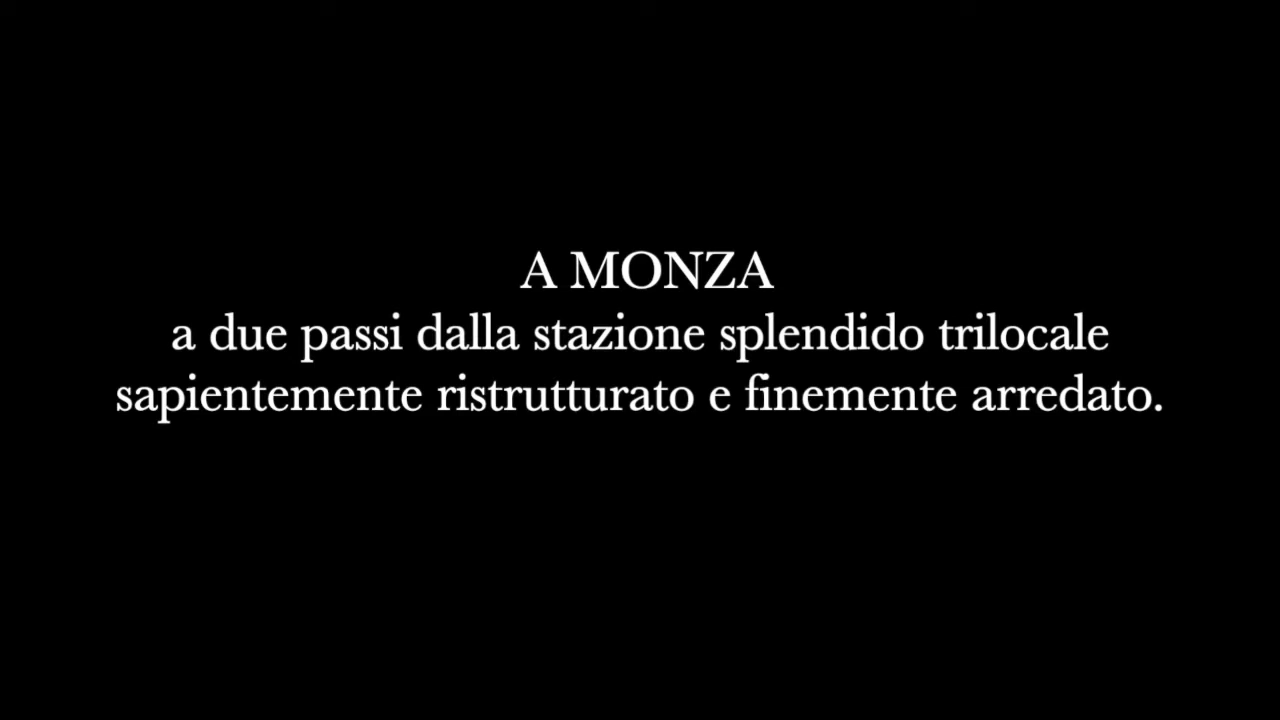 A MONZA
a due passi dalla stazione splendido trilocale
sapientemente ristrutturato e finemente arredato.